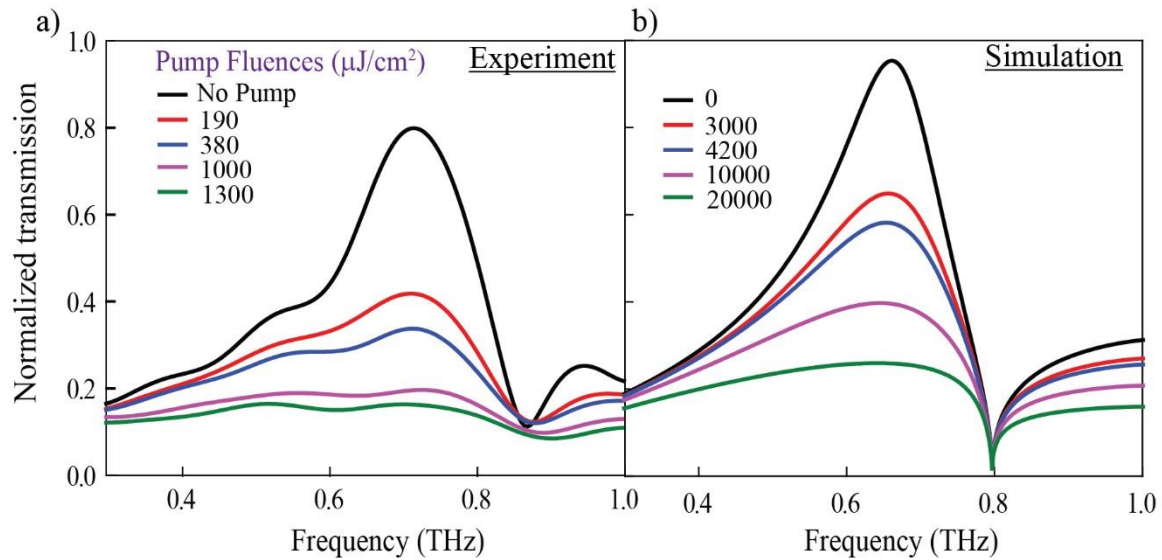 a)
Pump Fluences (μJ/cm²)
Experiment
No Pump
190
380
1000
1300
Normalized transmission
1.0
0.8
0.6
0.4
0.2
0.0
0.4
0.6
0.8
1.0
Frequency (THz)
b)
Simulation
0
3000
4200
10000
20000
0.4
0.6
0.8
1.0
Frequency (THz)